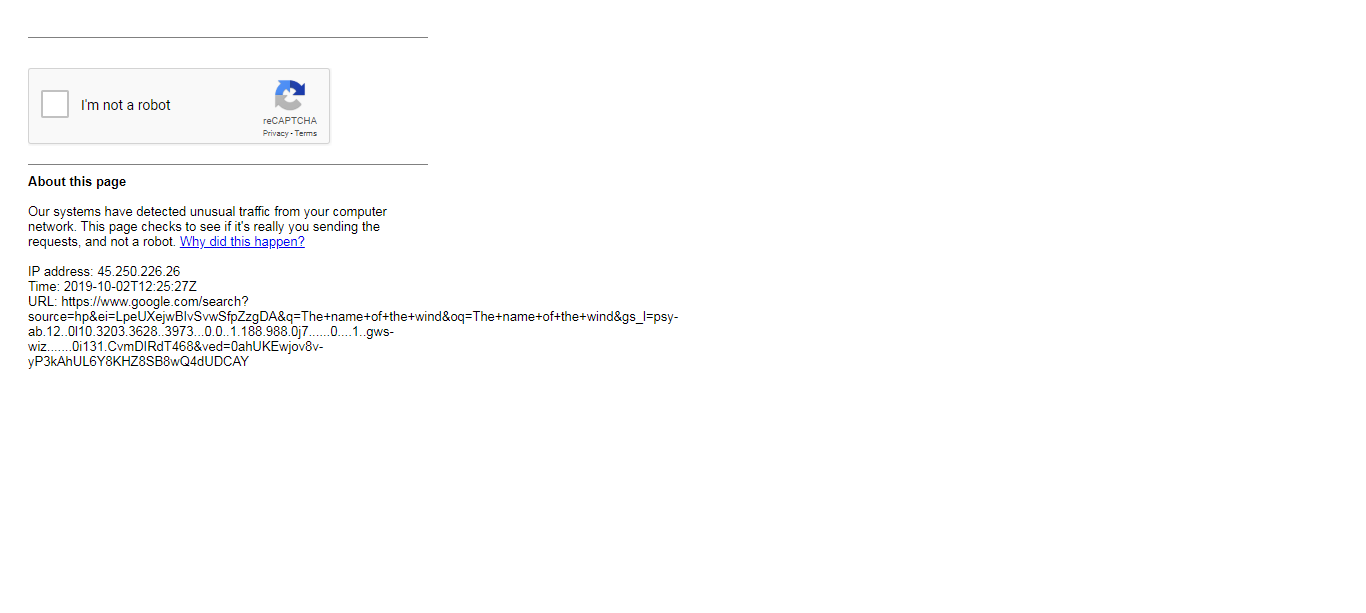 I'm not a robot
reCAPTCHA
Privacy - Terms
About this page
Our systems have detected unusual traffic from your computer
network. This page checks to see if it's really you sending the
requests, and not a robot. Why did this happen?
IP address: 45.250.226.26
Time: 2019-10-02T12:25:27Z
URL: https://www.google.com/search?
source=hp&ei=LpeUXejwBIvSvwSfpZzgDA&q=The+name+of+the+wind&oq=The+name+of+the+wind&gs_l=psy-
ab.12..0l10.3203.3628..3973...0.0..1.188.988.0j7......0....1..gws-
wiz.......0i131.CvmDIRdT468&ved=0ahUKEwjov8v-
yP3kAhUL6Y8KHZ8SB8wQ4dUDCAY